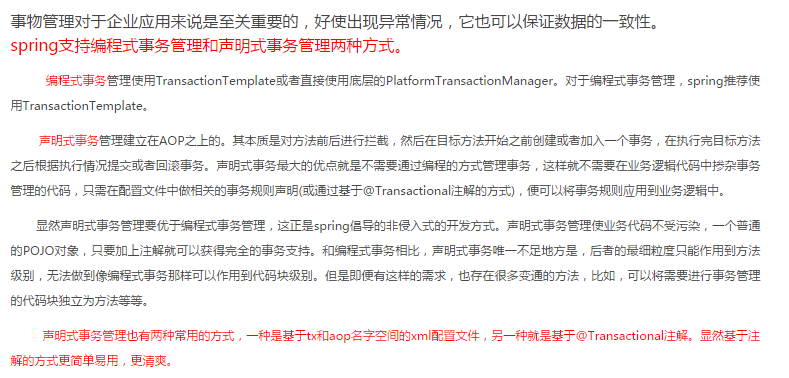 事物管理对于企业应用来说是至关重要的，好使出现异常情况，它也可以保证数据的一致性。
spring支持编程式事务管理和声明式事务管理两种方式。
编程式事务管理使用TransactionTemplate或者直接使用底层的PlatformTransactionManager。对于编程式事务管理，spring推荐使
用TransactionTemplate。
声明式事务管理建立在AOP之上的。其本质是对方法前后进行拦截，然后在目标方法开始之前创建或者加入一个事务，在执行完目标方法
之后根据执行情况提交或者回滚事务。声明式事务最大的优点就是不需要通过编程的方式管理事务，这样就不需要在业务逻辑代码中掺杂事务
管理的代码，只需在配置文件中做相关的事务规则声明(或通过基于@Transactional注解的方式)，便可以将事务规则应用到业务逻辑中。
显然声明式事务管理要优于编程式事务管理，这正是spring倡导的非侵入式的开发方式。声明式事务管理使业务代码不受污染，一个普通
的POJO对象，只要加上注解就可以获得完全的事务支持。和编程式事务相比，声明式事务唯一不足地方是，后者的最细粒度只能作用到方法
级别，无法做到像编程式事务那样可以作用到代码块级别。但是即便有这样的需求，也存在很多变通的方法，比如，可以将需要进行事务管理
的代码块独立为方法等等。
声明式事务管理也有两种常用的方式，一种是基于tx和aop名字空间的xml配置文件，另一种就是基于@Transactional注解。显然基于注
解的方式更简单易用，更清爽。